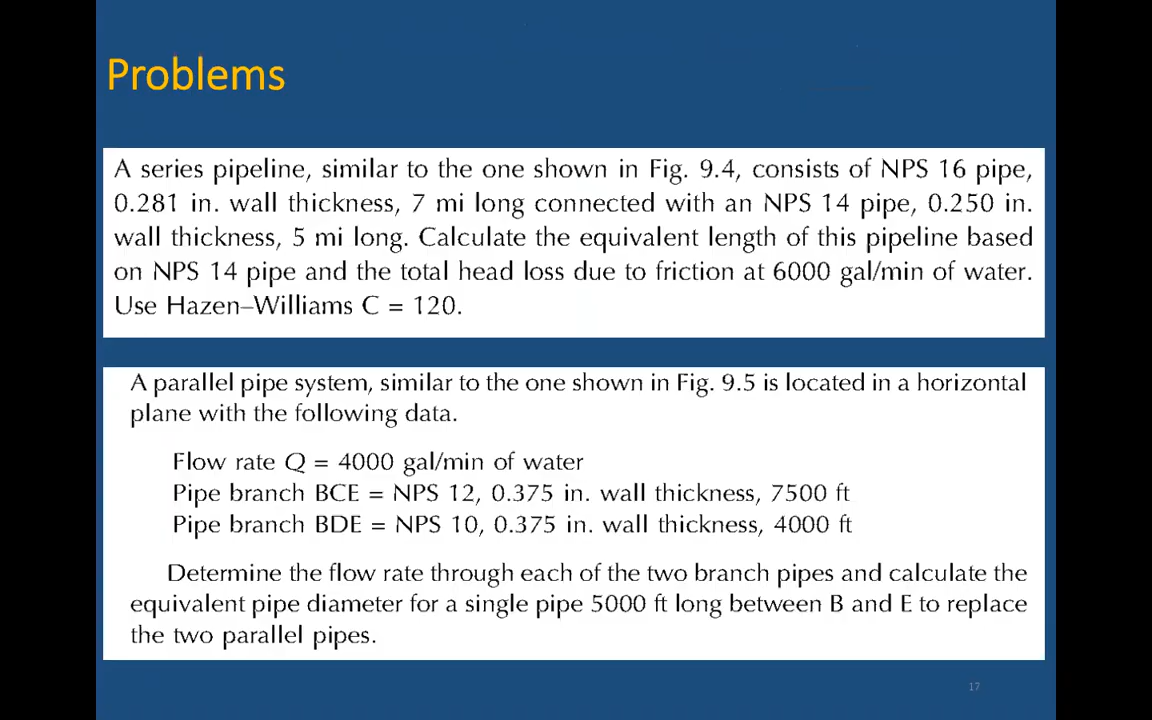 Problems
A series pipeline, similar to the one shown in Fig. 9.4, consists of NPS 16 pipe,
0.281 in. wall thickness, 7 mi long connected with an NPS 14 pipe, 0.250 in.
wall thickness, 5 mi long. Calculate the equivalent length of this pipeline based
on NPS 14 pipe and the total head loss due to friction at 6000 gal/min of water.
Use Hazen–Williams C = 120.
A parallel pipe system, similar to the one shown in Fig. 9.5 is located in a horizontal
plane with the following data.
Flow rate Q = 4000 gal/min of water
Pipe branch BCE = NPS 12, 0.375 in. wall thickness, 7500 ft
Pipe branch BDE = NPS 10, 0.375 in. wall thickness, 4000 ft
Determine the flow rate through each of the two branch pipes and calculate the
equivalent pipe diameter for a single pipe 5000 ft long between B and E to replace
the two parallel pipes.
17